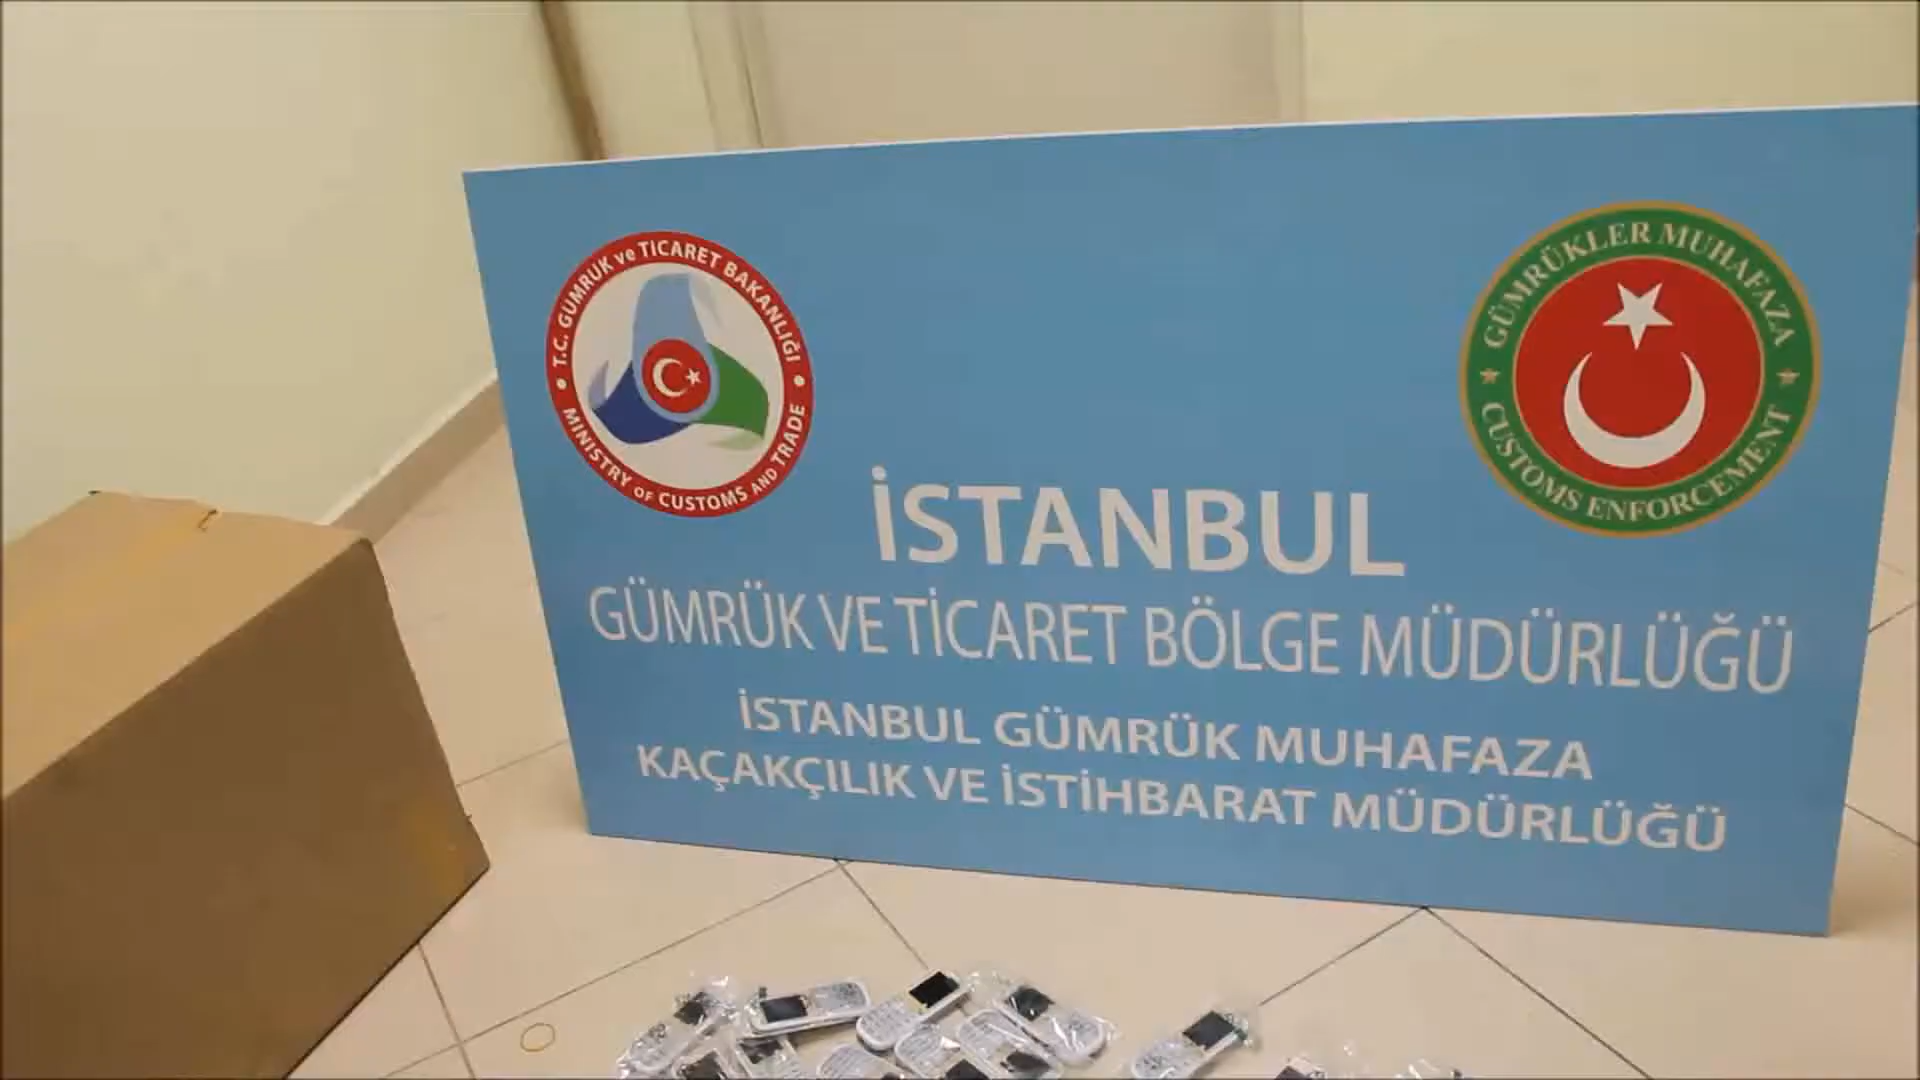 T.C. GÜMRÜK ve TİCARET BAKANLIĞI
MINISTRY OF CUSTOMS AND TRADE
GÜMRÜKLER MUHAFAZA
CUSTOMS ENFORCEMENT
İSTANBUL
GÜMRÜK VE TİCARET BÖLGE MÜDÜRLÜĞÜ
İSTANBUL GÜMRÜK MUHAFAZA
KAÇAKÇILIK VE İSTİHBARAT MÜDÜRLÜĞÜ